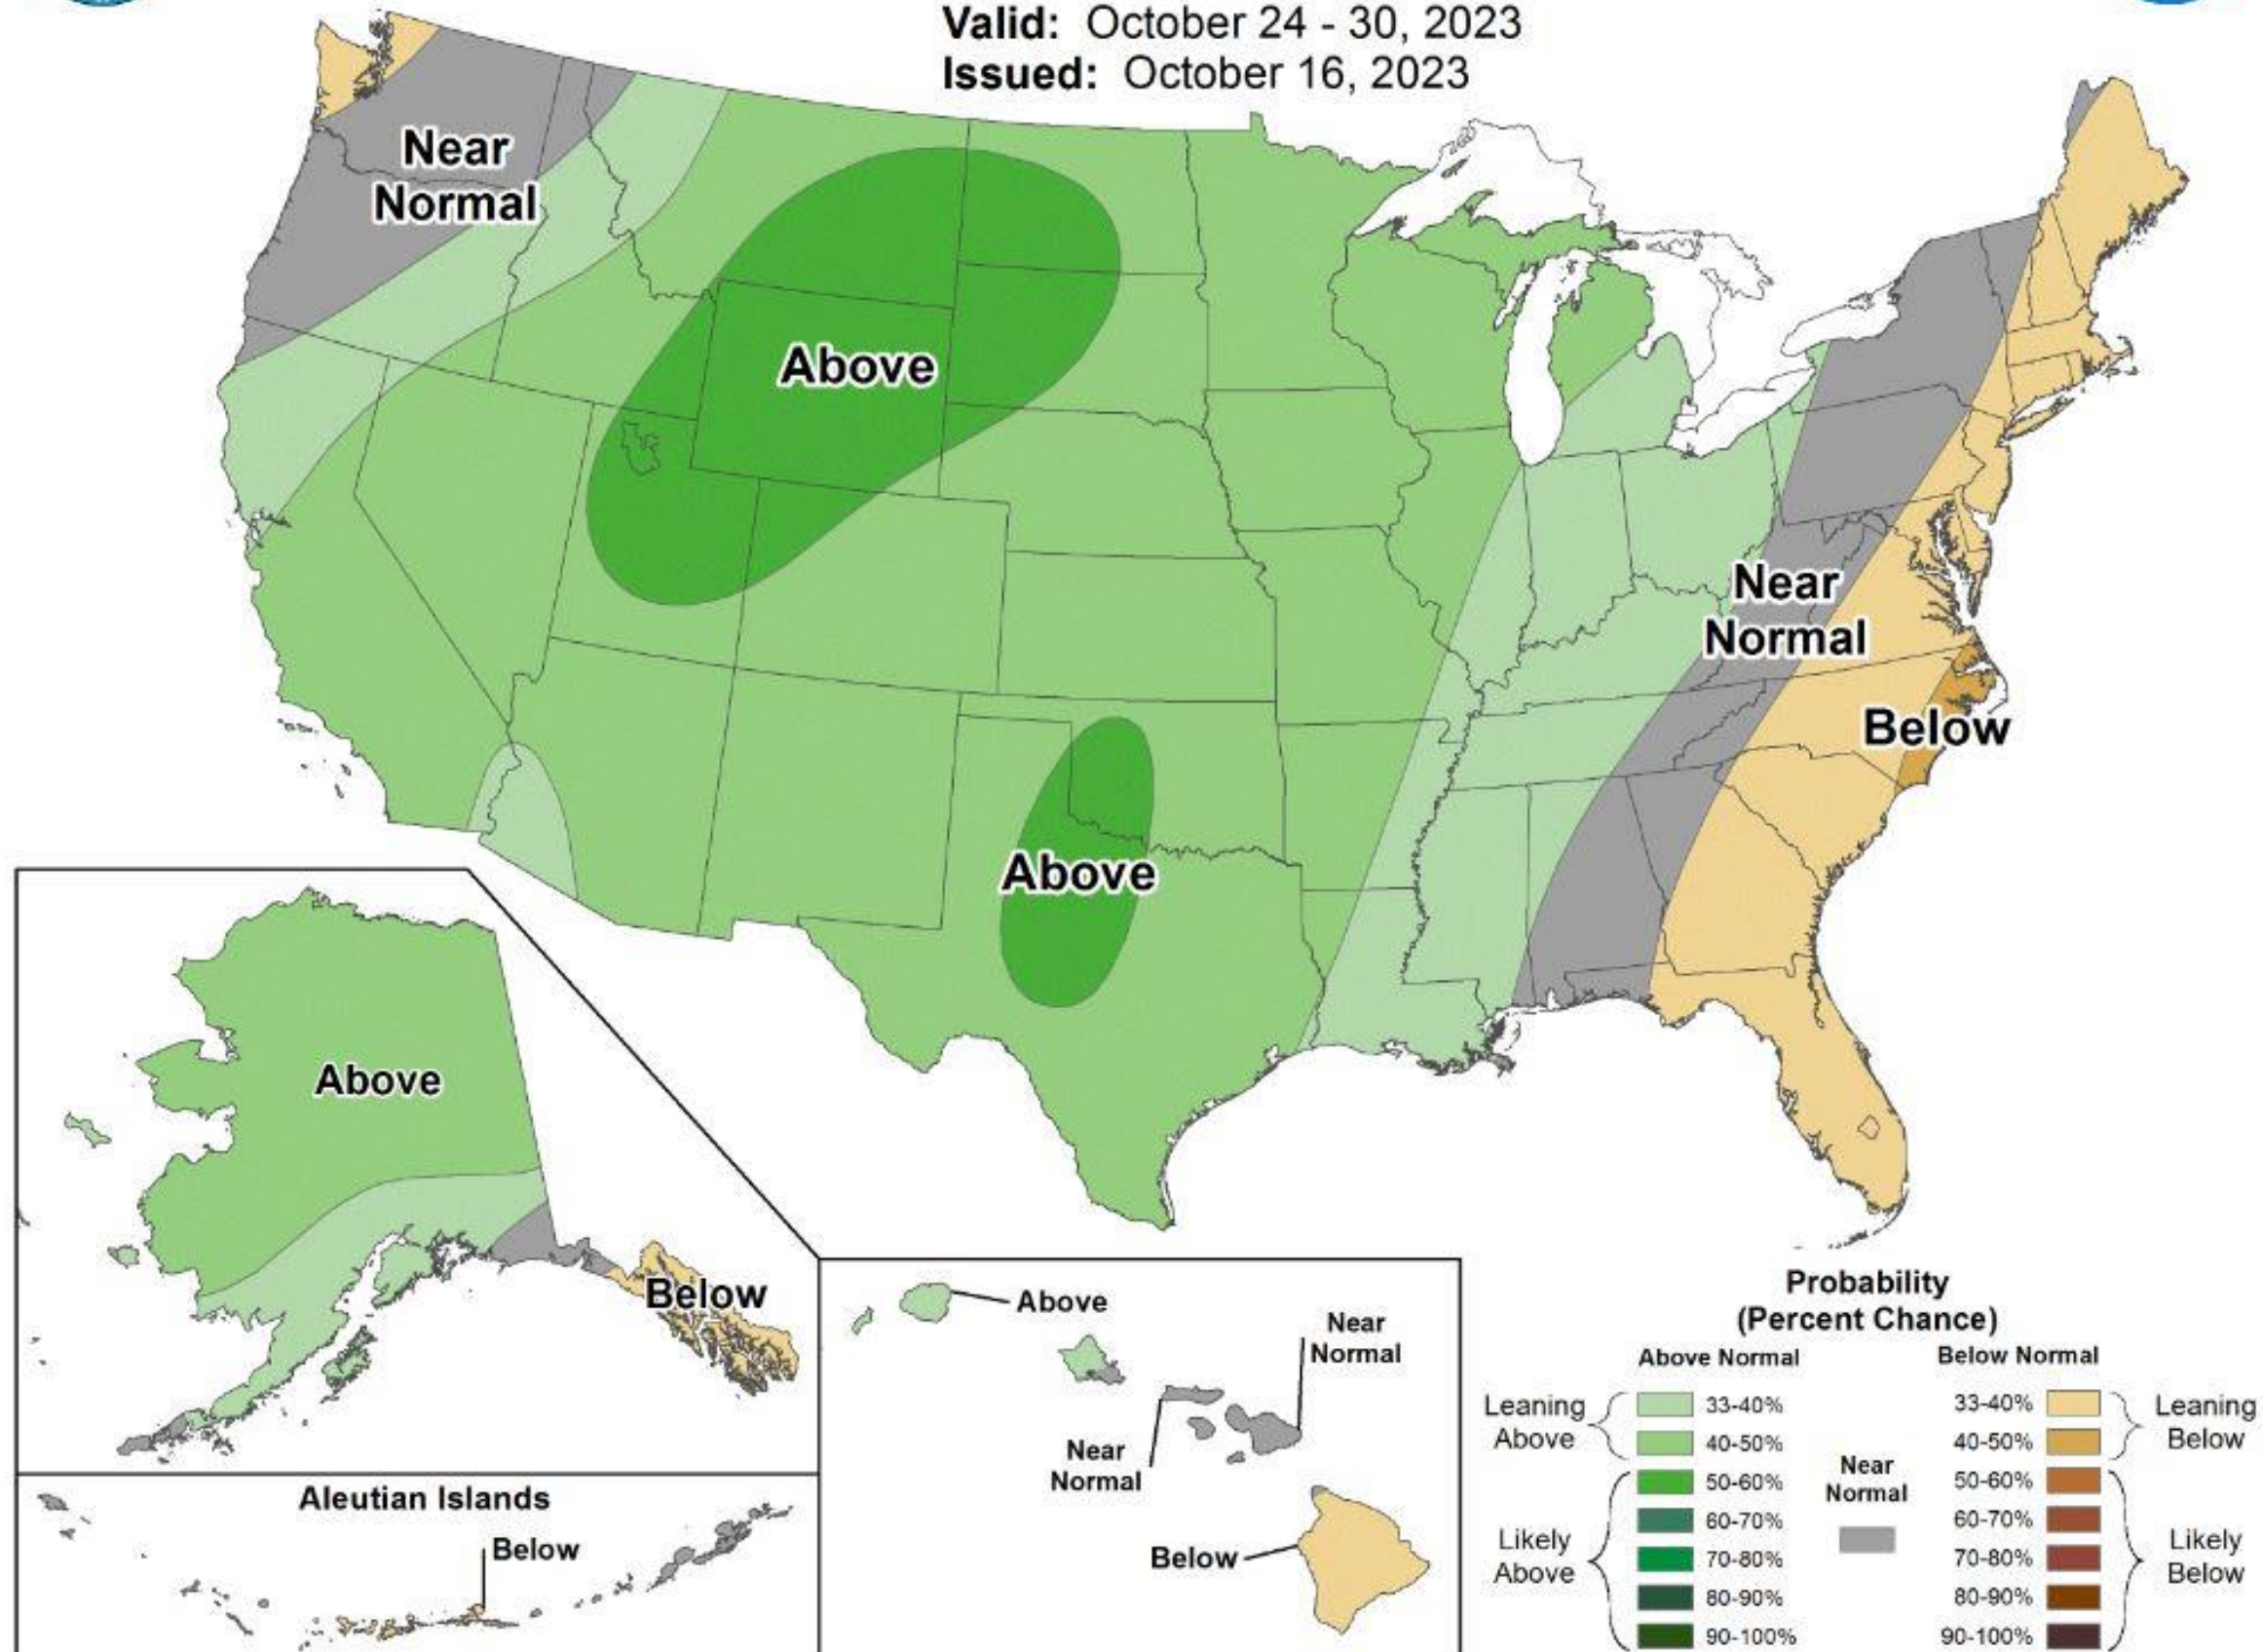 Valid: October 24 - 30, 2023
Issued: October 16, 2023
Near
Normal
Above
Near
Normal
Below
Above
Above
Below
Above
Near
Normal
Near
Normal
Below
Aleutian Islands
Below
Probability
(Percent Chance)
Above Normal
Below Normal
Leaning
Above
33-40%
40-50%
Likely
Above
50-60%
60-70%
70-80%
80-90%
90-100%
Near
Normal
33-40%
40-50%
Leaning
Below
50-60%
60-70%
70-80%
80-90%
90-100%
Likely
Below